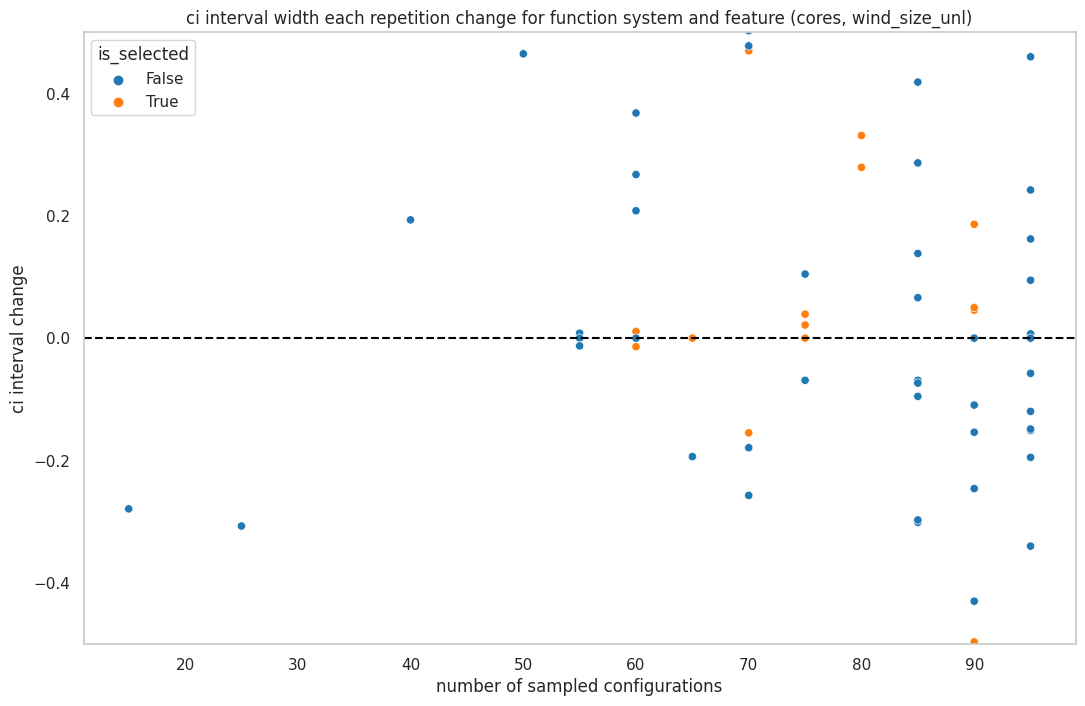 ci interval width each repetition change for function system and feature (cores, wind_size_unl)
is_selected
False
True
0.4
0.2
0.0
−0.2
−0.4
ci interval change
20 30 40 50 60 70 80 90
number of sampled configurations